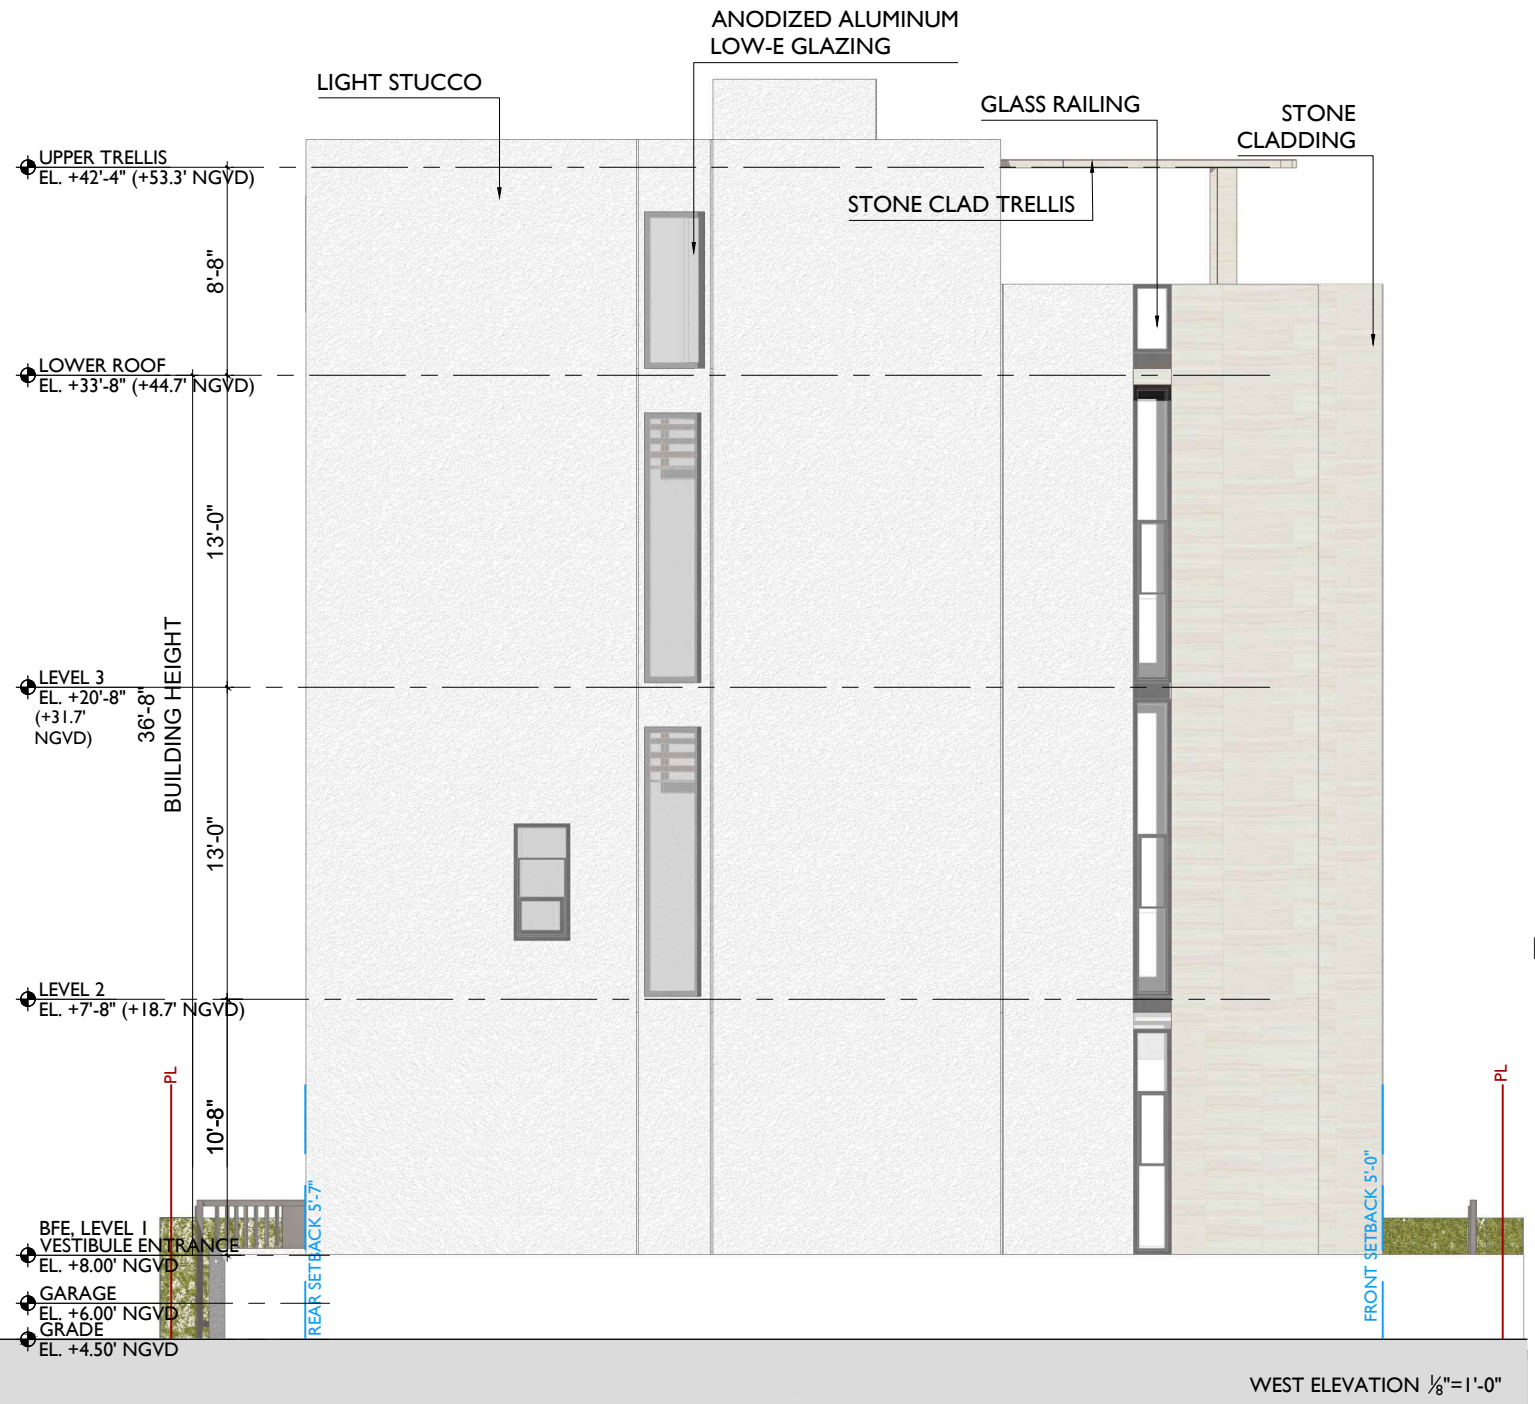 ANODIZED ALUMINUM
LOW-E GLAZING
LIGHT STUCCO
GLASS RAILING
STONE
CLADDING
UPPER TRELLIS
EL. +42'-4" (+53.3' NGVD)
STONE CLAD TRELLIS
8'-8"
LOWER ROOF
EL. +33'-8" (+44.7' NGVD)
13'-0"
LEVEL 3
EL. +20'-8"
(+31.7'
NGVD)
36'-8"
BUILDING HEIGHT
13'-0"
LEVEL 2
EL. +7'-8" (+18.7' NGVD)
PL
PL
10'-8"
REAR SETBACK 5'-7"
FRONT SETBACK 5'-0"
BFE, LEVEL 1
VESTIBULE ENTRANCE
EL. +8.00' NGVD
GARAGE
EL. +6.00' NGVD
GRADE
EL. +4.50' NGVD
WEST ELEVATION ⅛"=1'-0"